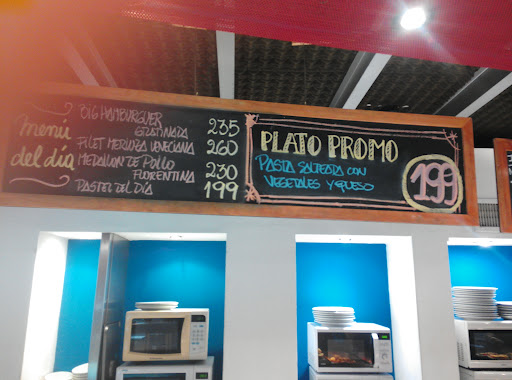 menú
del día
BIG HAMBURGUER
GRATINADA 235
FILET MERLUZA VENECIANA 260
MEDALLON DE POLLO
FLORENTINA 230
PASTEL DEL DÍA 199
PLATO PROMO
PASTA SALTEADA CON
VEGETALES Y QUESO
199